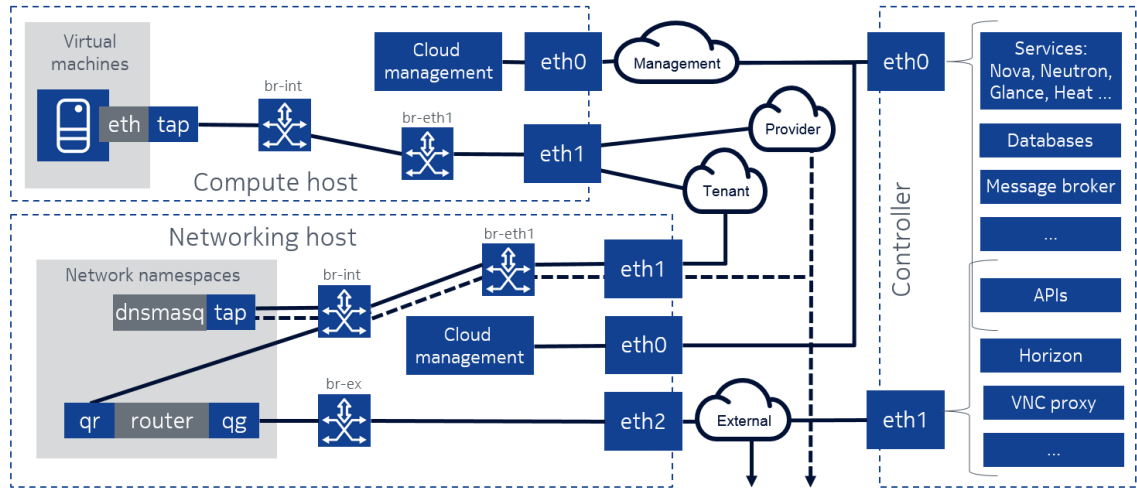 Virtual
machines
eth
tap
br-int
br-eth1
Cloud
management
eth0
eth1
Compute host
Management
Provider
Tenant
Networking host
Network namespaces
dnsmasq
tap
br-int
br-eth1
eth1
Cloud
management
eth0
qr
router
qg
br-ex
eth2
External
Controller
eth0
eth1
Services:
Nova, Neutron,
Glance, Heat ...
Databases
Message broker
...
APIs
Horizon
VNC proxy
...